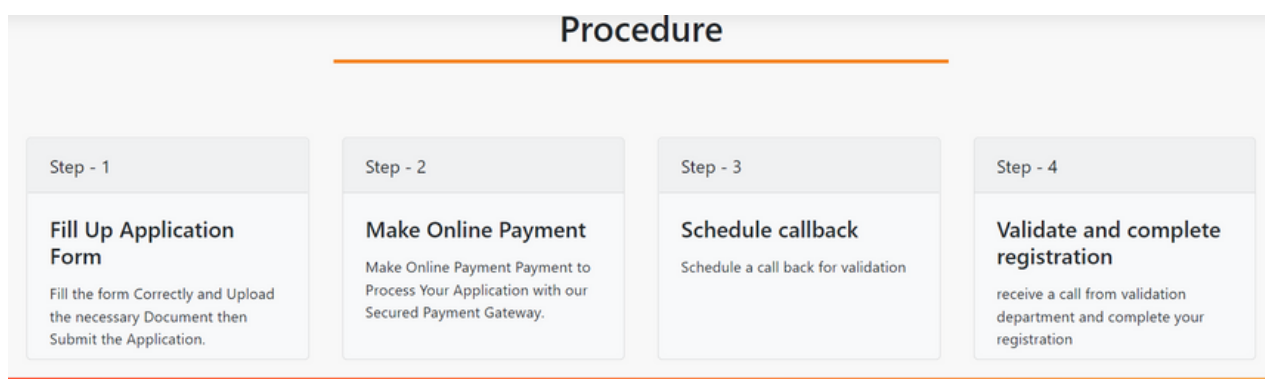 Procedure
Step - 1
Fill Up Application
Form
Fill the form Correctly and Upload
the necessary Document then
Submit the Application.
Step - 2
Make Online Payment
Make Online Payment Payment to
Process Your Application with our
Secured Payment Gateway.
Step - 3
Schedule callback
Schedule a call back for validation
Step - 4
Validate and complete
registration
receive a call from validation
department and complete your
registration